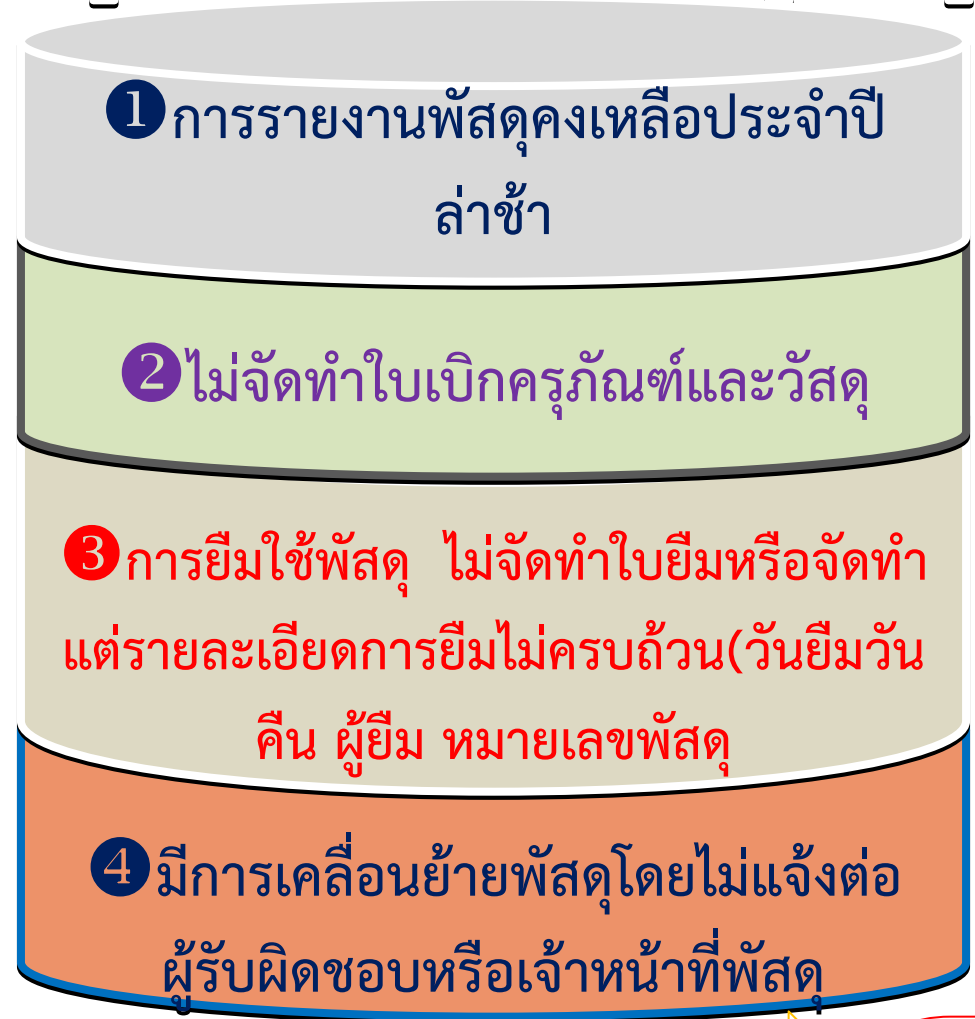 ❶การรายงานพัสดุคงเหลือประจำปี
ล่าช้า
❷ไม่จัดทำใบเบิกครุภัณฑ์และวัสดุ
❸การยืมใช้พัสดุ ไม่จัดทำใบยืมหรือจัดทำ
แต่รายละเอียดการยืมไม่ครบถ้วน(วันยืมวัน
คืน ผู้ยืม หมายเลขพัสดุ
❹มีการเคลื่อนย้ายพัสดุโดยไม่แจ้งต่อ
ผู้รับผิดชอบหรือเจ้าหน้าที่พัสดุ